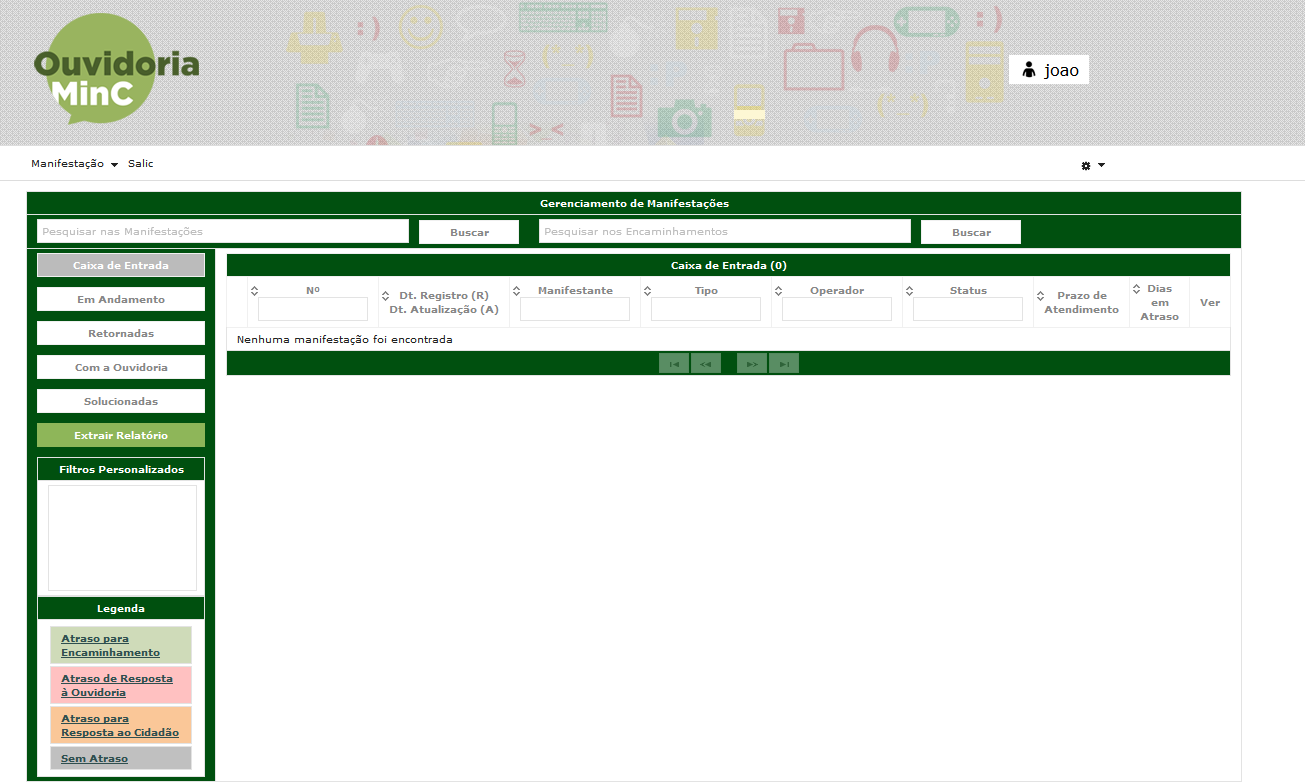 Ouvidoria
MinC
joao
Manifestação Salic
Gerenciamento de Manifestações
Pesquisar nas Manifestações Buscar Pesquisar nos Encaminhamentos Buscar
Caixa de Entrada
Em Andamento
Retornadas
Com a Ouvidoria
Solucionadas
Extrair Relatório
Filtros Personalizados
Legenda
Atraso para
Encaminhamento
Atraso de Resposta
à Ouvidoria
Atraso para
Resposta ao Cidadão
Sem Atraso
Caixa de Entrada (0)
Nº
Dt. Registro (R)
Dt. Atualização (A)
Manifestante
Tipo
Operador
Status
Prazo de
Atendimento
Dias
em
Atraso
Ver
Nenhuma manifestação foi encontrada